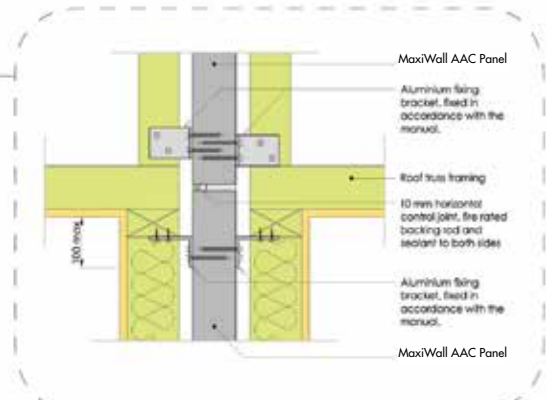 MaxiWall AAC Panel
Aluminium fixing
bracket, fixed in
accordance with the
manual.
Roof truss framing
10 mm horizontal
control joint, fire rated
backing rod and
sealant to both sides
100 max
Aluminium fixing
bracket, fixed in
accordance with the
manual.
MaxiWall AAC Panel